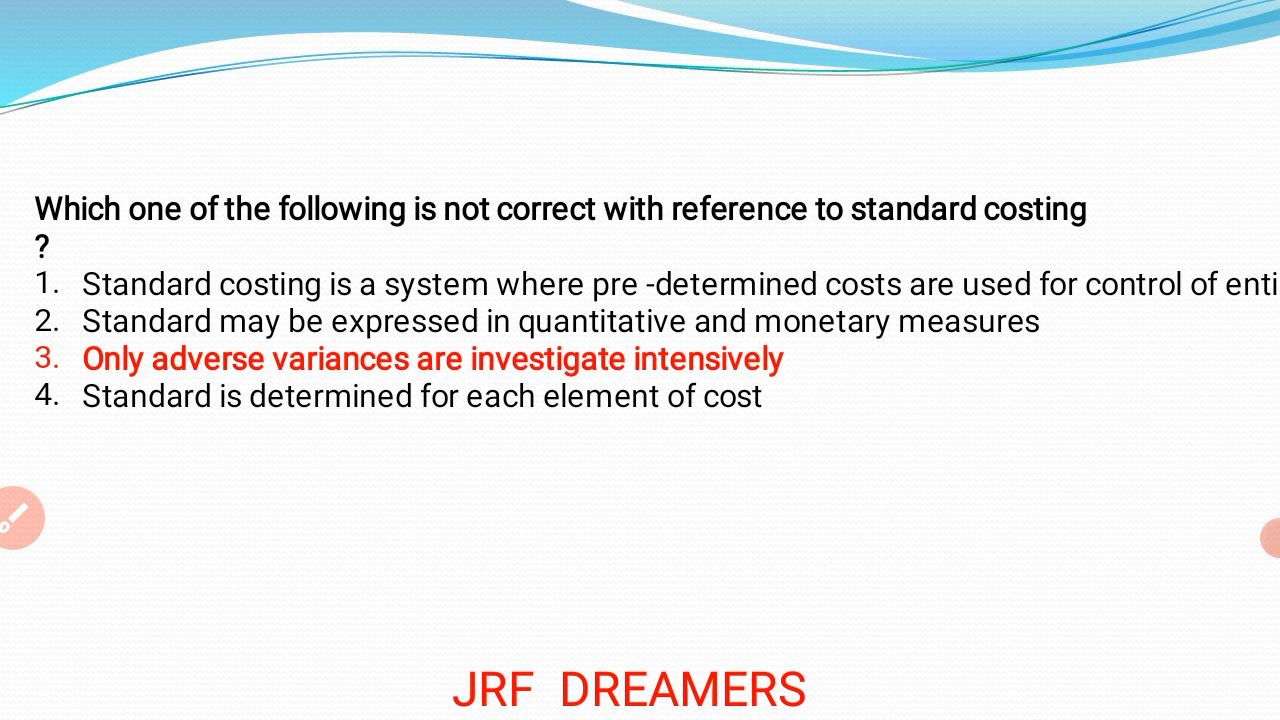 Which one of the following is not correct with reference to standard costing
?
1. Standard costing is a system where pre -determined costs are used for control of enti
2. Standard may be expressed in quantitative and monetary measures
3. Only adverse variances are investigate intensively
4. Standard is determined for each element of cost
JRF DREAMERS